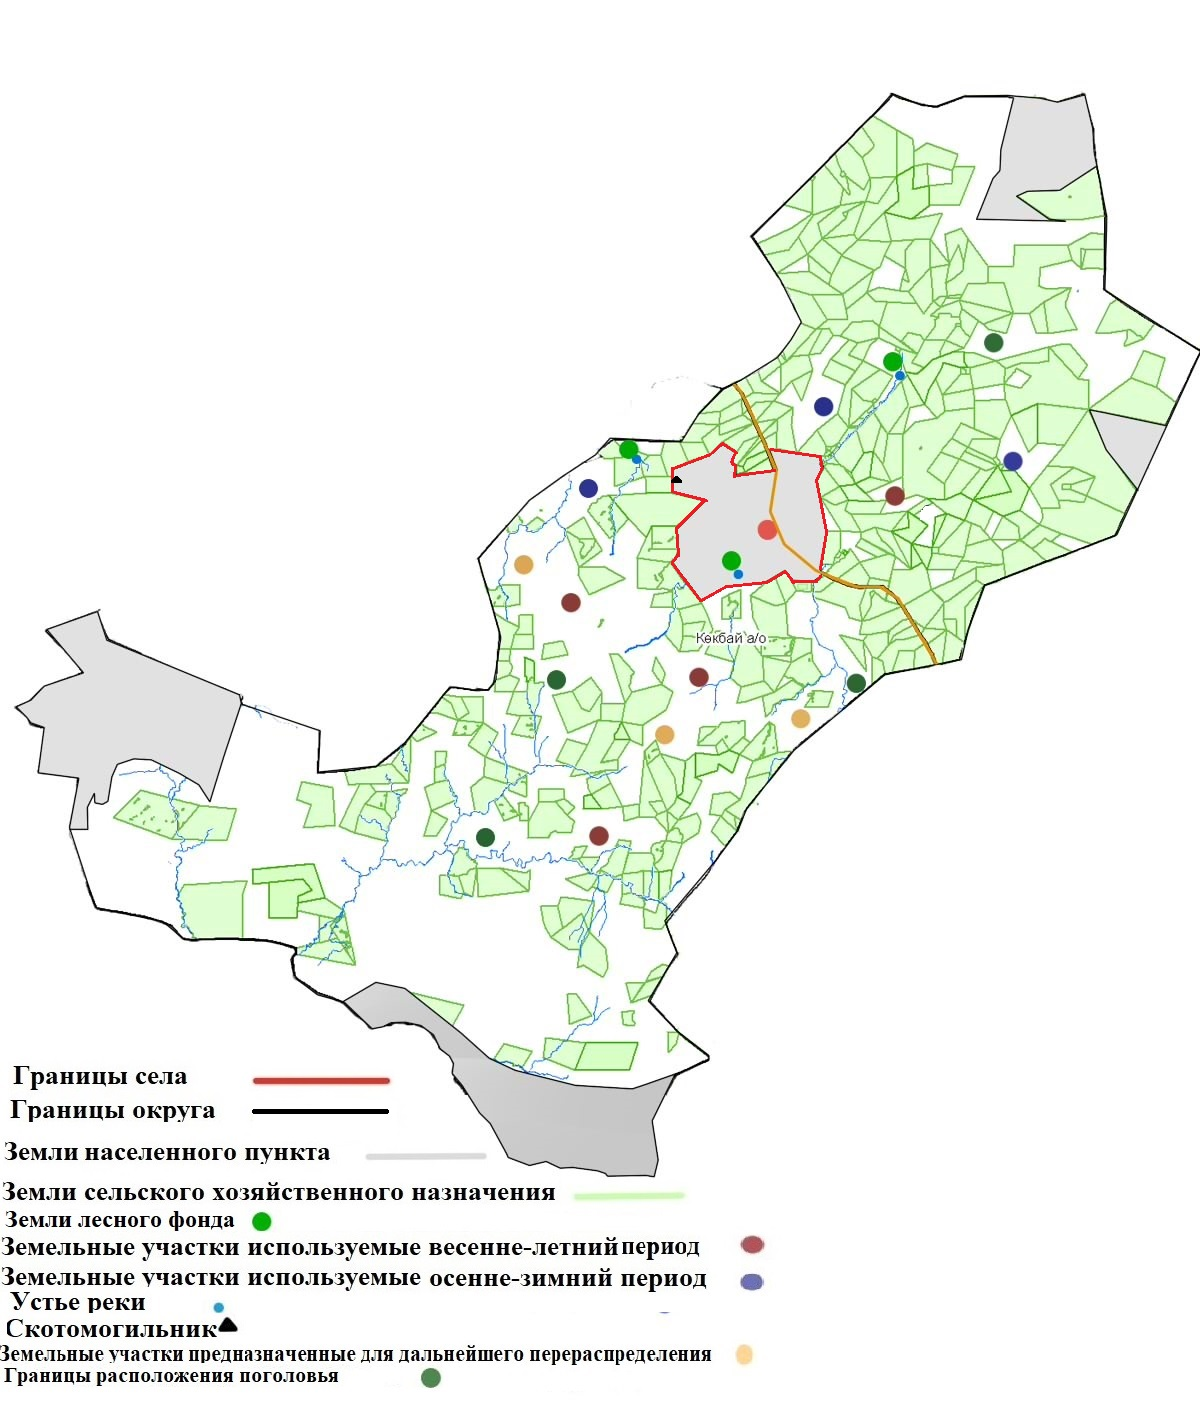 Көкбай а/о
Границы села
Границы округа
Земли населенного пункта
Земли сельского хозяйственного назначения
Земли лесного фонда
Земельные участки используемые весенне-летний период
Земельные участки используемые осенне-зимний период
Устье реки
Скотомогильник
Земельные участки предназначенные для дальнейшего перераспределения
Границы расположения поголовья